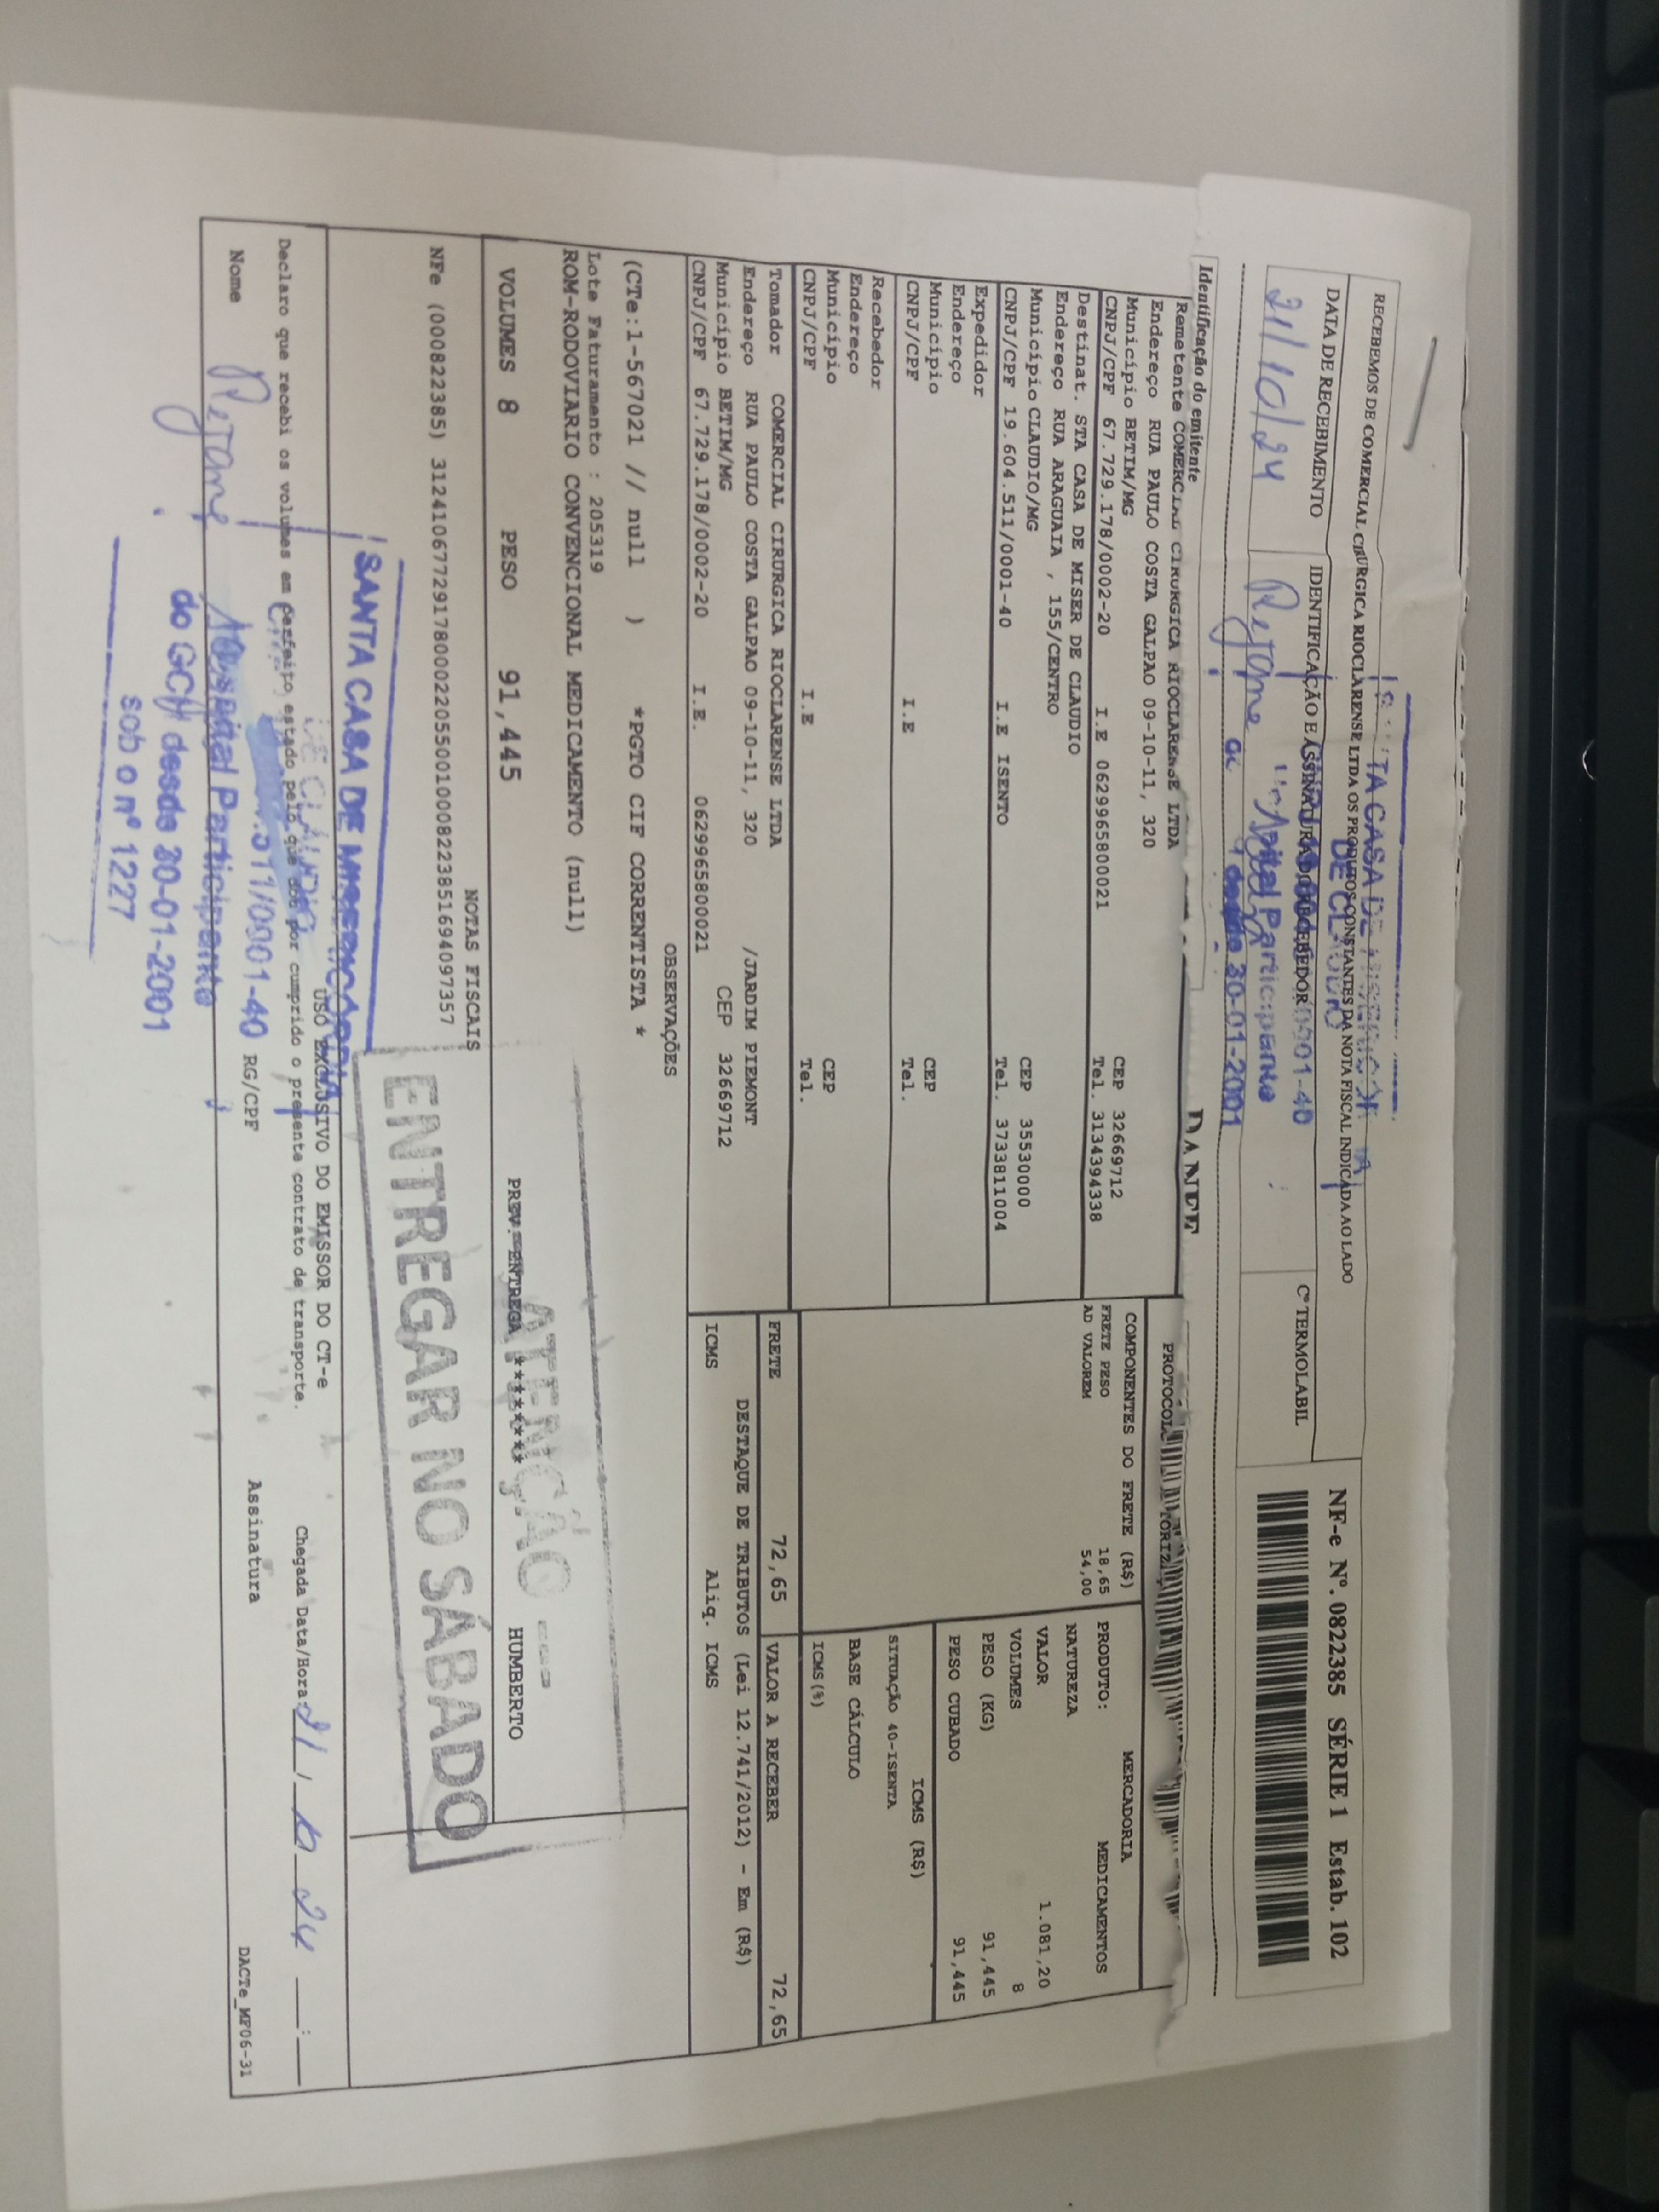 RECEBEMOS DE COMERCIAL CIRURGICA RIOCLARENSE LTDA OS PRODUTOS CONSTANTES DA NOTA FISCAL INDICADA AO LADO
DATA DE RECEBIMENTO
IDENTIFICAÇÃO E ASSINATURA DO RECEBEDOR
Cº TERMOLABIL
NF-e Nº. 0822385 SÉRIE 1 Estab. 102
21/10/24
Rejane
TA CASA DE
DE CLAUDIO
0001-40
Participante
desde 30-01-2001
Identificação do emitente
DANFE
PROTOCOLO
Remetente COMERCIAL CIRURGICA RIOCLARENSE LTDA
Endereço RUA PAULO COSTA GALPAO 09-10-11, 320
Município BETIM/MG CEP 32669712
CNPJ/CPF 67.729.178/0002-20 I.E 0629965800021 Tel. 3134394338
Destinat. STA CASA DE MISER DE CLAUDIO
Endereço RUA ARAGUAIA , 155/CENTRO
Município CLAUDIO/MG CEP 35530000
CNPJ/CPF 19.604.511/0001-40 I.E ISENTO Tel. 3733811004
Expedidor
Endereço
Município CEP
CNPJ/CPF I.E Tel.
Recebedor
Endereço
Município CEP
CNPJ/CPF I.E Tel.
Tomador COMERCIAL CIRURGICA RIOCLARENSE LTDA
Endereço RUA PAULO COSTA GALPAO 09-10-11, 320 /JARDIM PIEMONT
Município BETIM/MG CEP 32669712
CNPJ/CPF 67.729.178/0002-20 I.E. 0629965800021
COMPONENTES DO FRETE (R$)
FRETE PESO 18,65
AD VALOREM 54,00
MERCADORIA
PRODUTO: MEDICAMENTOS
NATUREZA
VALOR 1.081,20
VOLUMES 8
PESO (KG) 91,445
PESO CUBADO 91,445
ICMS (R$)
SITUAÇÃO 40-ISENTA
BASE CÁLCULO
ICMS(%)
FRETE 72,65
VALOR A RECEBER 72,65
DESTAQUE DE TRIBUTOS (Lei 12.741/2012) - Em (R$)
ICMS Aliq. ICMS
OBSERVAÇÕES
(CTe:1-567021 // null ) *PGTO CIF CORRENTISTA *
Lote Faturamento : 205319
ROM-RODOVIARIO CONVENCIONAL MEDICAMENTO (null)
VOLUMES 8 PESO 91,445 PREV. ENTREGA ******** HUMBERTO
ATENÇÃO
ENTREGAR NO SÁBADO
NOTAS FISCAIS
NFe (000822385) 31241067729178000220550010008223851694097357
SANTA CASA DE MISERICORDIA
DE CLAUDIO
USO EXCLUSIVO DO EMISSOR DO CT-e
Declaro que recebi os volumes em perfeito estado pelo que dou por cumprido o presente contrato de transporte.
Chegada Data/Hora 21/10/24 __:__
.511/0001-40
Nome Rejane RG/CPF Assinatura
DACTe_MF06-31
Hospital Participante
do GCH desde 30-01-2001
sob o nº 1227